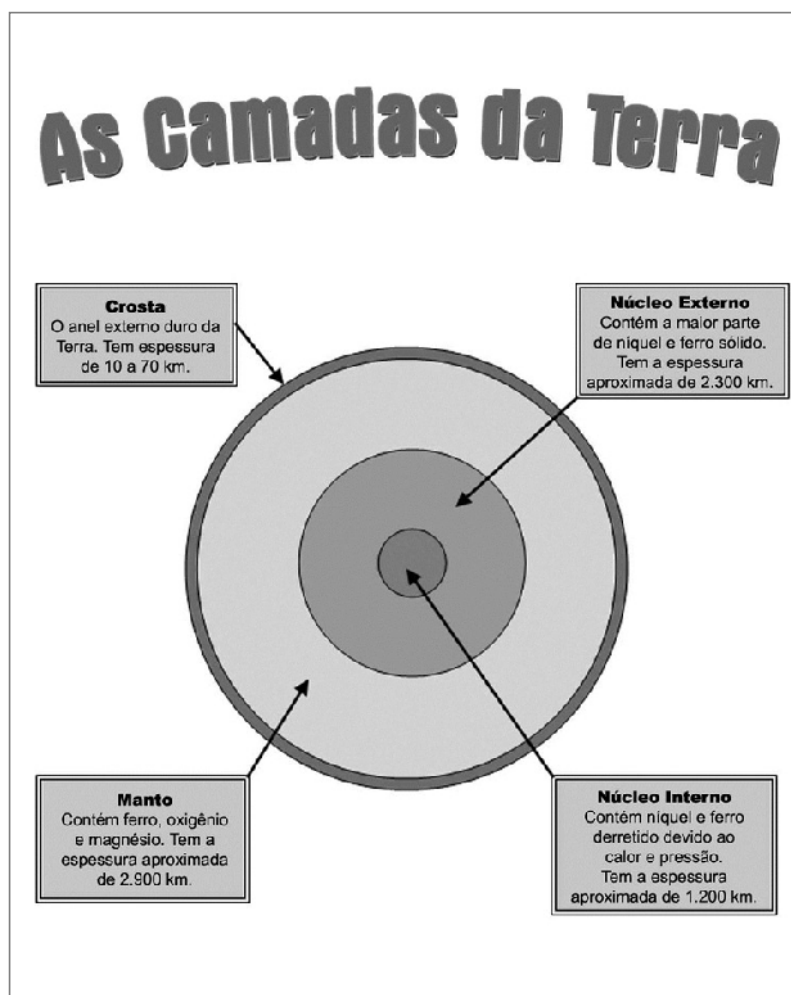 As Camadas da Terra
Crosta
O anel externo duro da
Terra. Tem espessura
de 10 a 70 km.
Núcleo Externo
Contém a maior parte
de níquel e ferro sólido.
Tem a espessura
aproximada de 2.300 km.
Manto
Contém ferro, oxigênio
e magnésio. Tem a
espessura aproximada
de 2.900 km.
Núcleo Interno
Contém níquel e ferro
derretido devido ao
calor e pressão.
Tem a espessura
aproximada de 1.200 km.